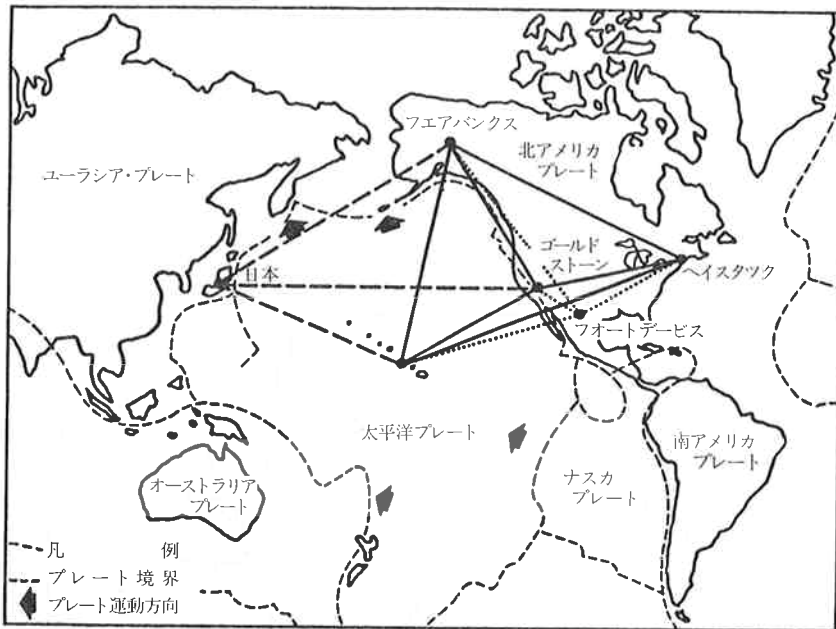 フエアバンクス
北アメリカ
プレート
ユーラシア・プレート
ゴールド
ストーン
日本
ヘイスタツク
フオートデービス
太平洋プレート
南アメリカ
プレート
ナスカ
プレート
オーストラリア
プレート
凡 例
プレート境界
プレート運動方向